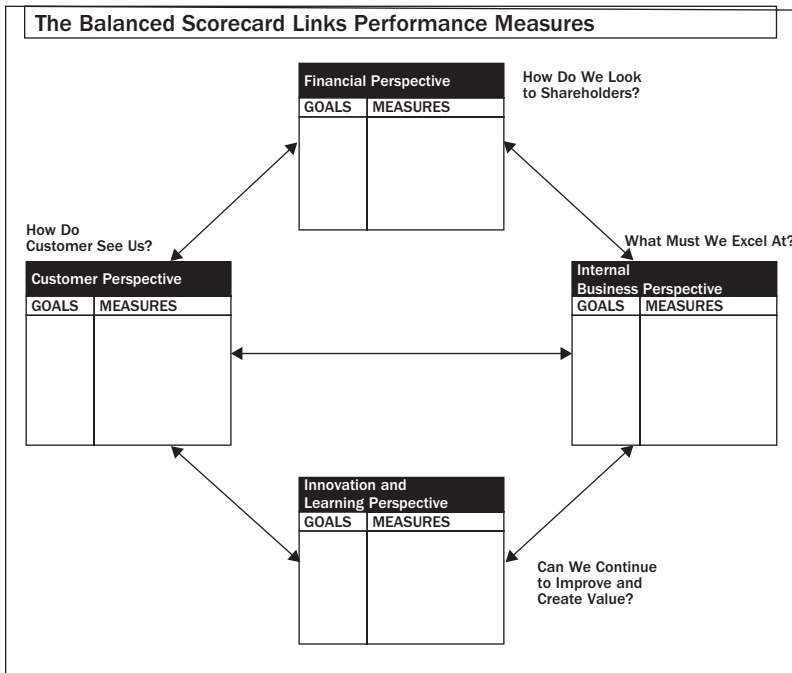 The Balanced Scorecard Links Performance Measures
Financial Perspective
GOALS MEASURES
How Do We Look
to Shareholders?
How Do
Customer See Us?
Customer Perspective
GOALS MEASURES
What Must We Excel At?
Internal
Business Perspective
GOALS MEASURES
Innovation and
Learning Perspective
GOALS MEASURES
Can We Continue
to Improve and
Create Value?